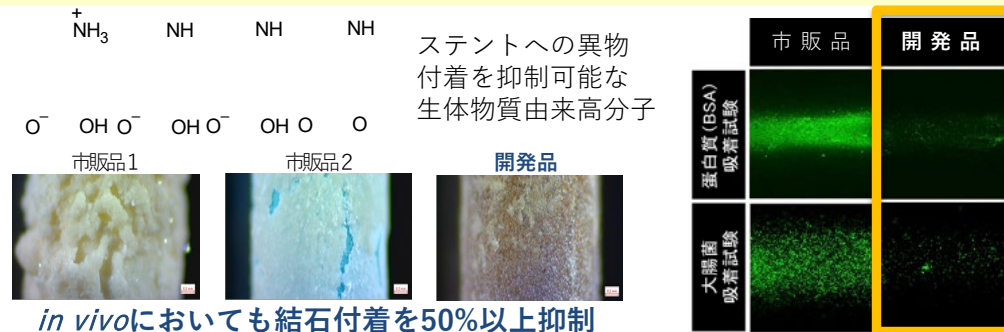 +
NH3 NH NH NH
O− OH O− OH O− OH O O
ステントへの異物
付着を抑制可能な
生体物質由来高分子
市販品1 市販品2 開発品
in vivoにおいても結石付着を50%以上抑制
市販品 開発品
蛋白質(BSA)
吸着試験
大腸菌
吸着試験